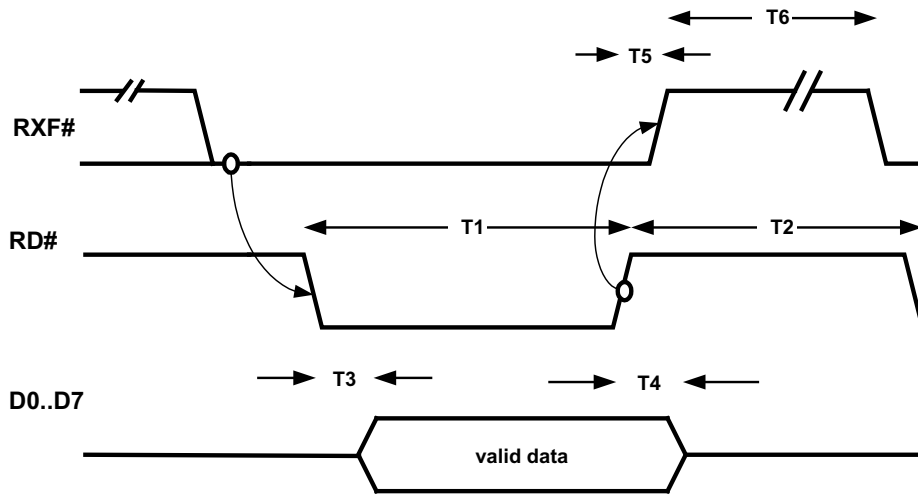 T6
T5
RXF#
T1
T2
RD#
T3
T4
D0..D7
valid data